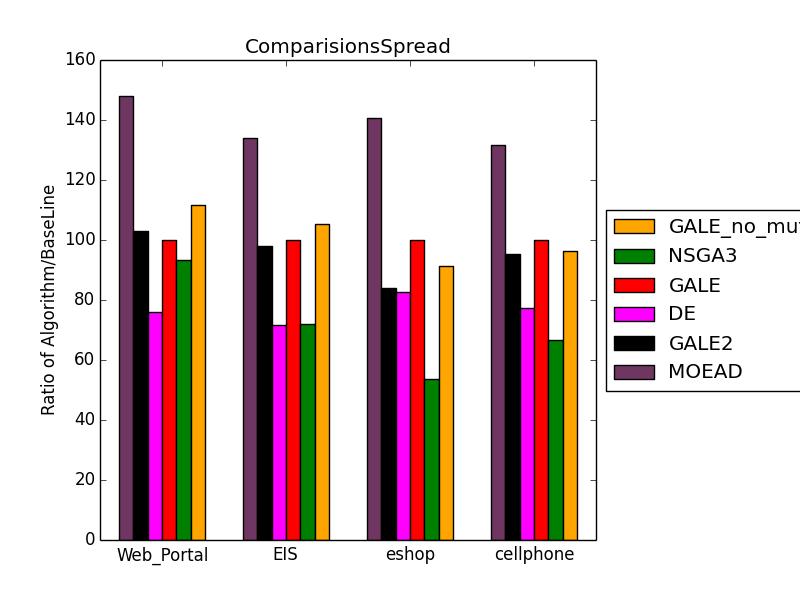 ComparisionsSpread
Ratio of Algorithm/BaseLine
160
140
120
100
80
60
40
20
0
Web_Portal
EIS
eshop
cellphone
GALE_no_mut
NSGA3
GALE
DE
GALE2
MOEAD